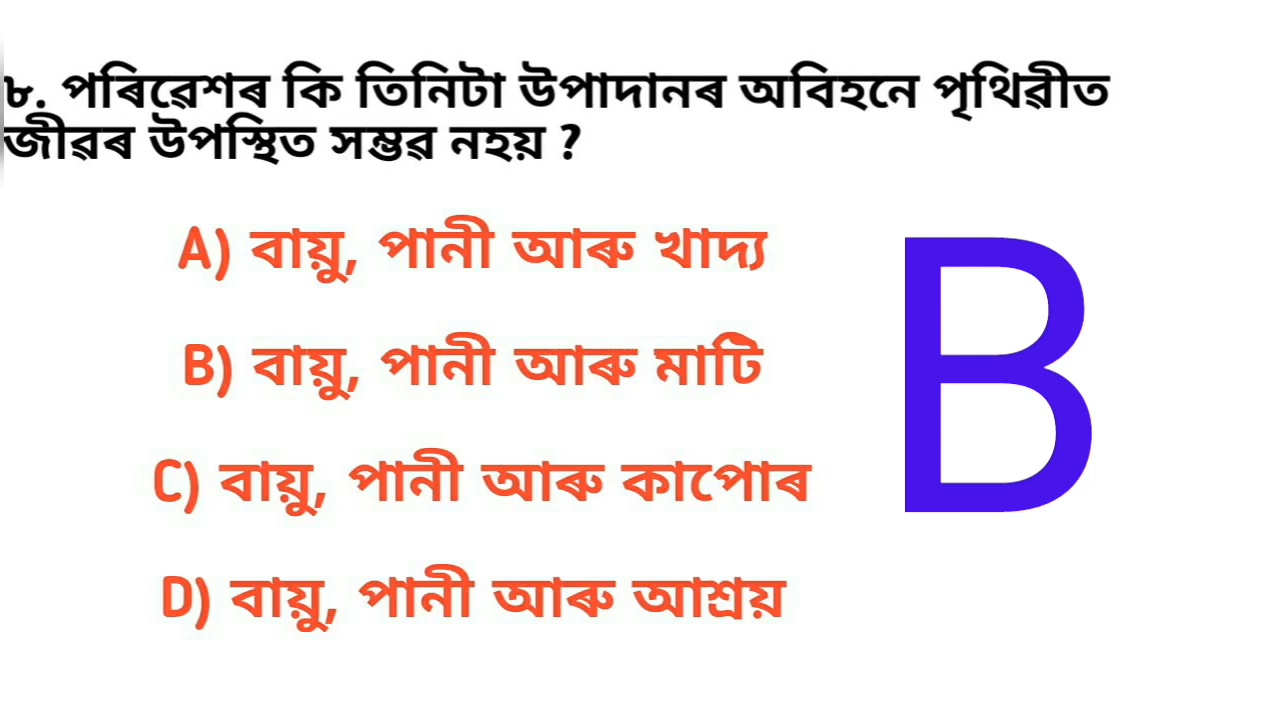 ৮. পৰিৱেশৰ কি তিনিটা উপাদানৰ অবিহনে পৃথিৱীত
জীৱৰ উপস্থিত সম্ভৱ নহয় ?
A) বায়ু, পানী আৰু খাদ্য
B) বায়ু, পানী আৰু মাটি
C) বায়ু, পানী আৰু কাপোৰ
D) বায়ু, পানী আৰু আশ্ৰয়
B